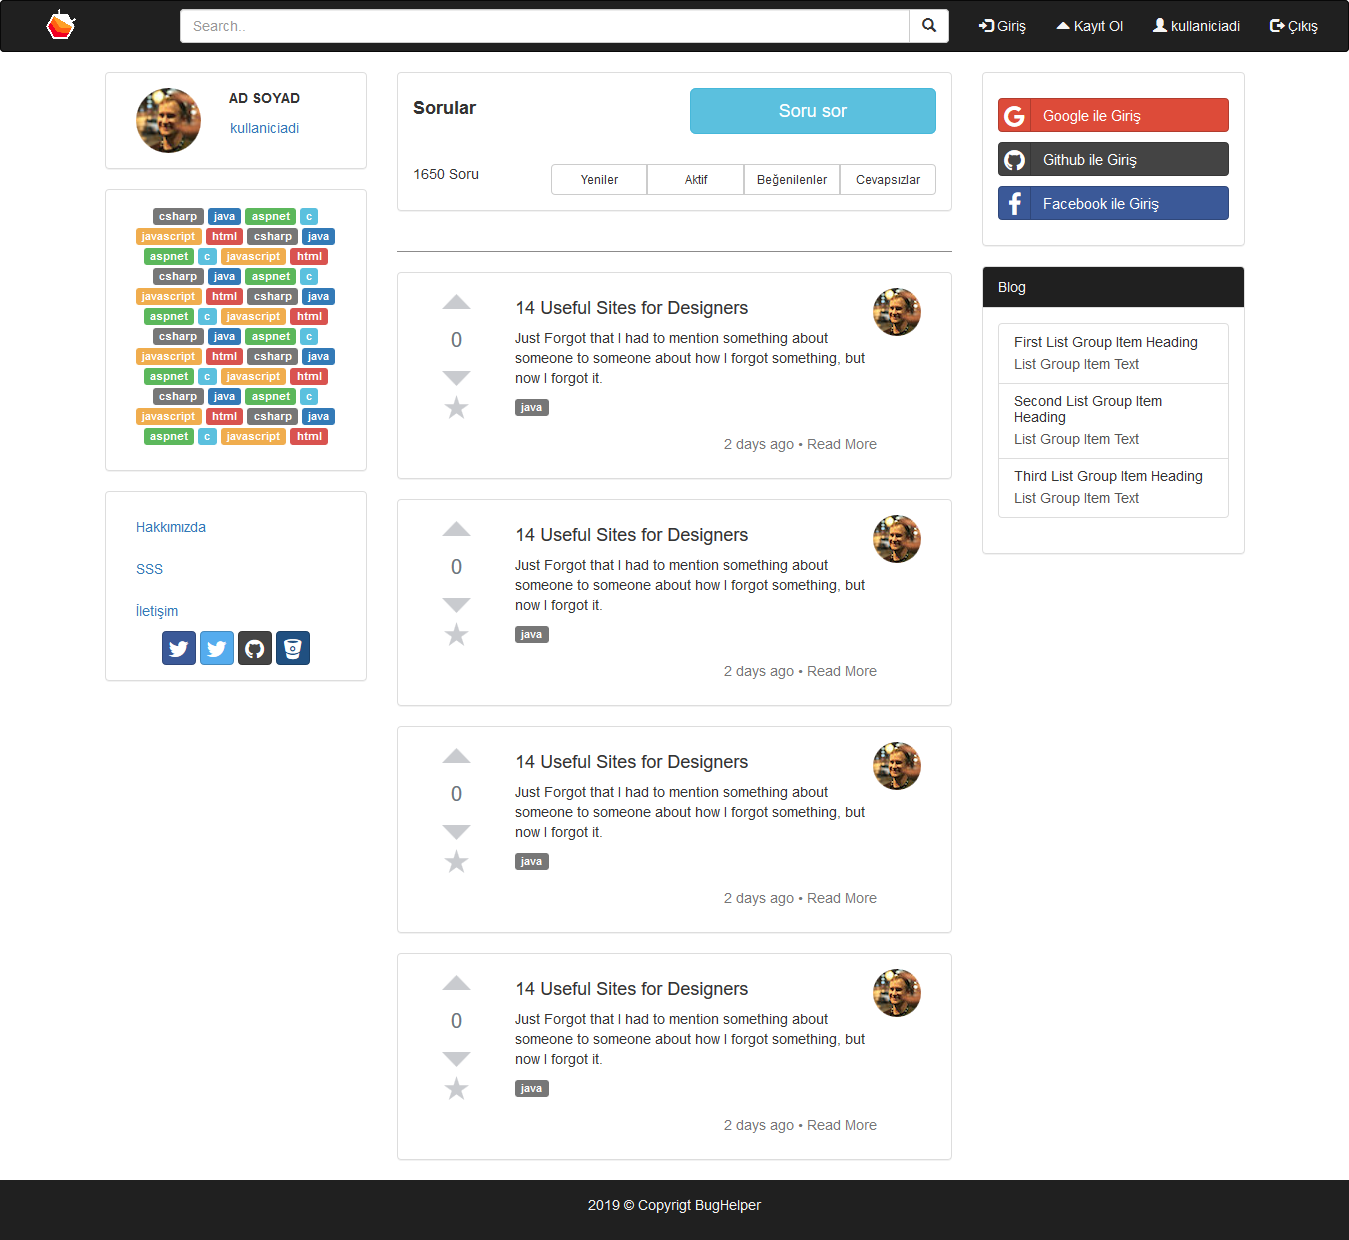 Search..
Giriş
Kayıt Ol
kullaniciadi
Çıkış
AD SOYAD
kullaniciadi
csharp java aspnet c
javascript html csharp java
aspnet c javascript html
csharp java aspnet c
javascript html csharp java
aspnet c javascript html
csharp java aspnet c
javascript html csharp java
aspnet c javascript html
csharp java aspnet c
javascript html csharp java
aspnet c javascript html
Hakkımızda
SSS
İletişim
Sorular
Soru sor
1650 Soru
Yeniler
Aktif
Beğenilenler
Cevapsızlar
14 Useful Sites for Designers
0
Just Forgot that I had to mention something about
someone to someone about how I forgot something, but
now I forgot it.
java
2 days ago • Read More
14 Useful Sites for Designers
0
Just Forgot that I had to mention something about
someone to someone about how I forgot something, but
now I forgot it.
java
2 days ago • Read More
14 Useful Sites for Designers
0
Just Forgot that I had to mention something about
someone to someone about how I forgot something, but
now I forgot it.
java
2 days ago • Read More
14 Useful Sites for Designers
0
Just Forgot that I had to mention something about
someone to someone about how I forgot something, but
now I forgot it.
java
2 days ago • Read More
Google ile Giriş
Github ile Giriş
Facebook ile Giriş
Blog
First List Group Item Heading
List Group Item Text
Second List Group Item
Heading
List Group Item Text
Third List Group Item Heading
List Group Item Text
2019 © Copyrigt BugHelper